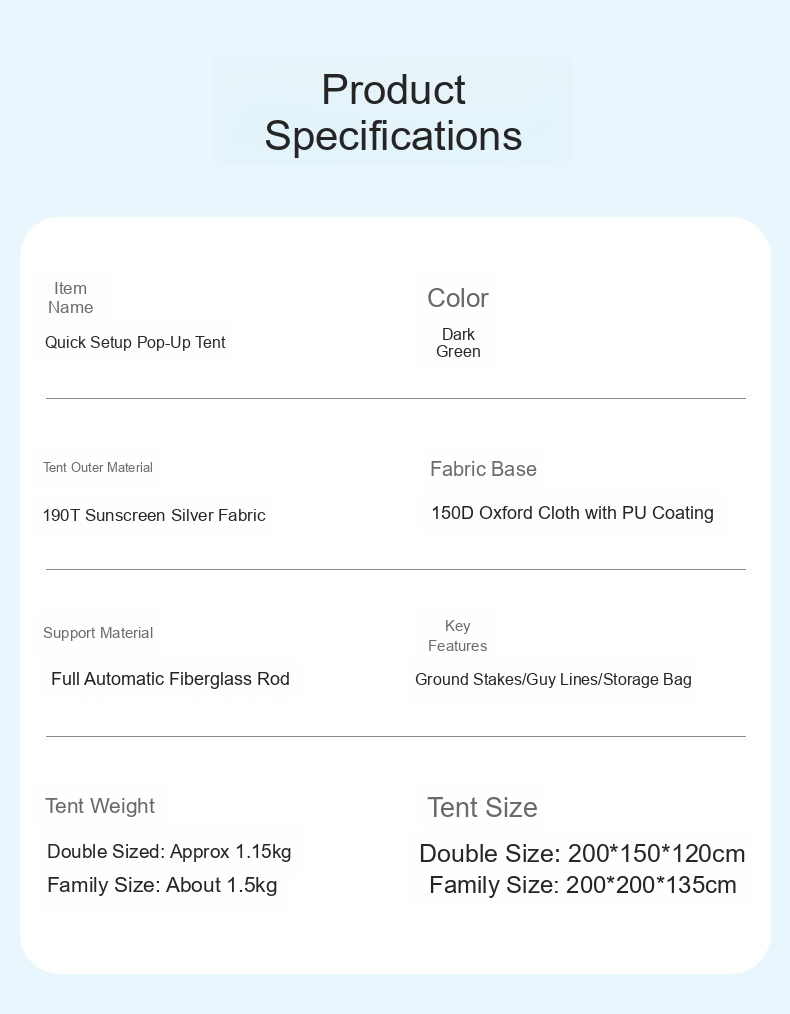 Product
Specifications
Item
Name
Quick Setup Pop-Up Tent
Color
Dark
Green
Tent Outer Material
190T Sunscreen Silver Fabric
Fabric Base
150D Oxford Cloth with PU Coating
Support Material
Full Automatic Fiberglass Rod
Key
Features
Ground Stakes/Guy Lines/Storage Bag
Tent Weight
Double Sized: Approx 1.15kg
Family Size: About 1.5kg
Tent Size
Double Size: 200*150*120cm
Family Size: 200*200*135cm